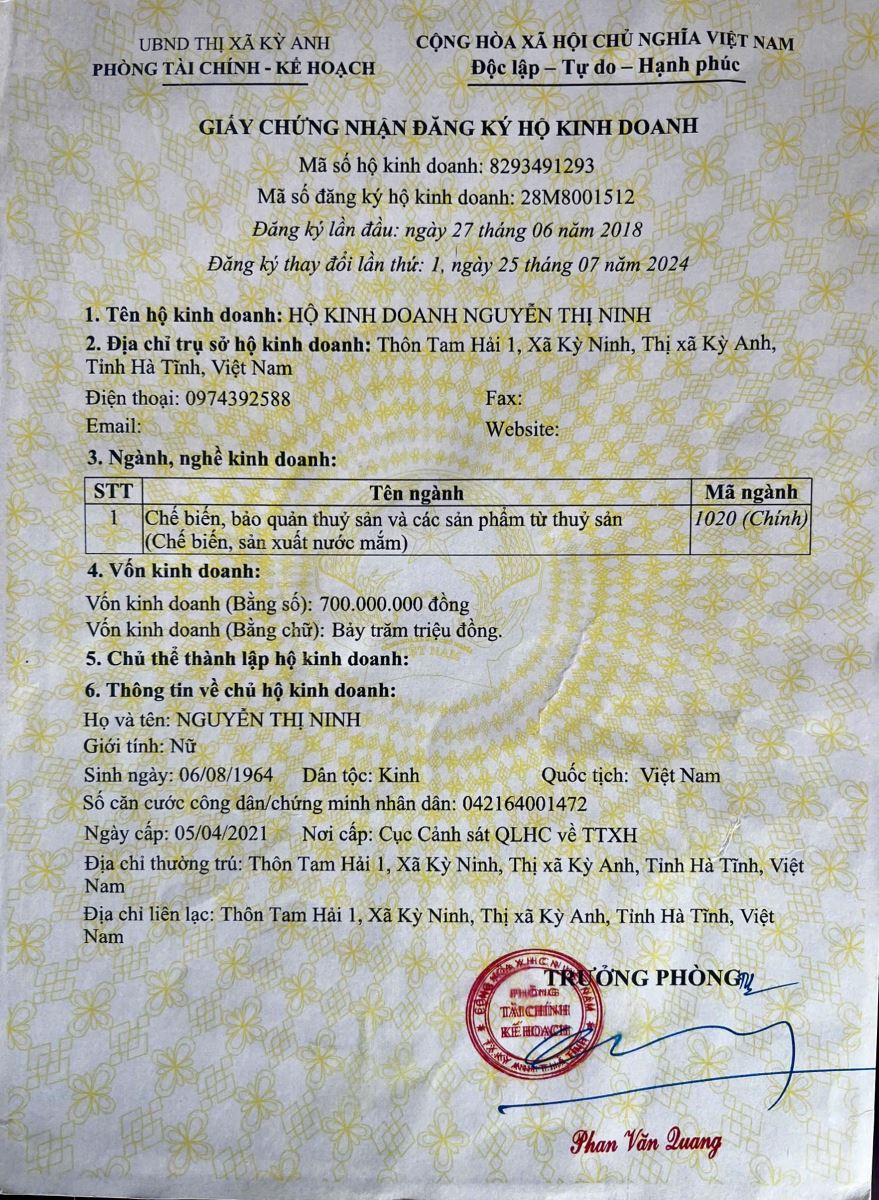 UBND THỊ XÃ KỲ ANH
PHÒNG TÀI CHÍNH - KẾ HOẠCH
CỘNG HÒA XÃ HỘI CHỦ NGHĨA VIỆT NAM
Độc lập – Tự do – Hạnh phúc
GIẤY CHỨNG NHẬN ĐĂNG KÝ HỘ KINH DOANH
Mã số hộ kinh doanh: 8293491293
Mã số đăng ký hộ kinh doanh: 28M8001512
Đăng ký lần đầu: ngày 27 tháng 06 năm 2018
Đăng ký thay đổi lần thứ: 1, ngày 25 tháng 07 năm 2024
1. Tên hộ kinh doanh: HỘ KINH DOANH NGUYỄN THỊ NINH
2. Địa chỉ trụ sở hộ kinh doanh: Thôn Tam Hải 1, Xã Kỳ Ninh, Thị xã Kỳ Anh,
Tỉnh Hà Tĩnh, Việt Nam
Điện thoại: 0974392588 Fax:
Email: Website:
3. Ngành, nghề kinh doanh:
STT Tên ngành Mã ngành
1 Chế biến, bảo quản thuỷ sản và các sản phẩm từ thuỷ sản 1020 (Chính)
(Chế biến, sản xuất nước mắm)
4. Vốn kinh doanh:
Vốn kinh doanh (Bằng số): 700.000.000 đồng
Vốn kinh doanh (Bằng chữ): Bảy trăm triệu đồng.
5. Chủ thể thành lập hộ kinh doanh:
6. Thông tin về chủ hộ kinh doanh:
Họ và tên: NGUYỄN THỊ NINH
Giới tính: Nữ
Sinh ngày: 06/08/1964 Dân tộc: Kinh Quốc tịch: Việt Nam
Số căn cước công dân/chứng minh nhân dân: 042164001472
Ngày cấp: 05/04/2021 Nơi cấp: Cục Cảnh sát QLHC về TTXH
Địa chỉ thường trú: Thôn Tam Hải 1, Xã Kỳ Ninh, Thị xã Kỳ Anh, Tỉnh Hà Tĩnh, Việt
Nam
Địa chỉ liên lạc: Thôn Tam Hải 1, Xã Kỳ Ninh, Thị xã Kỳ Anh, Tỉnh Hà Tĩnh, Việt
Nam
TRƯỞNG PHÒNG
PHÒNG
TÀI CHÍNH
KẾ HOẠCH
Phan Văn Quang